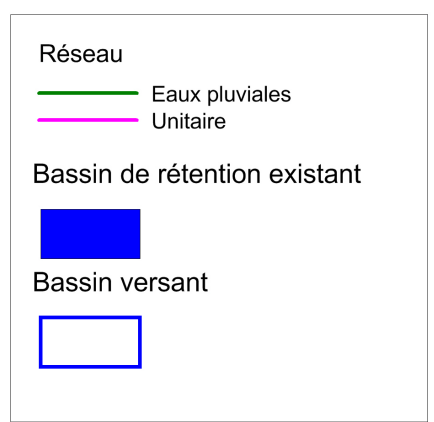 Réseau
Eaux pluviales
Unitaire
Bassin de rétention existant
Bassin versant